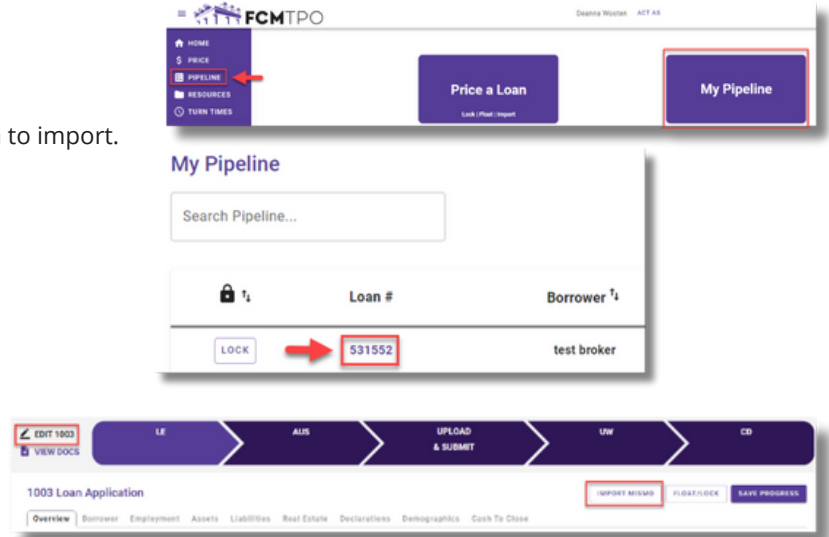 FCMTPO
Deanna Wooten ACT AS
HOME
$ PRICE
PIPELINE
RESOURCES
TURN TIMES
Price a Loan
Lock | Float | Import
My Pipeline
to import.
My Pipeline
Search Pipeline...
Loan # Borrower
LOCK 531552 test broker
EDIT 1003
VIEW DOCS
LE AUS UPLOAD & SUBMIT UW CD
1003 Loan Application
IMPORT MISMO FLOAT/LOCK SAVE PROGRESS
Overview Borrower Employment Assets Liabilities Real Estate Declarations Demographics Cash To Close